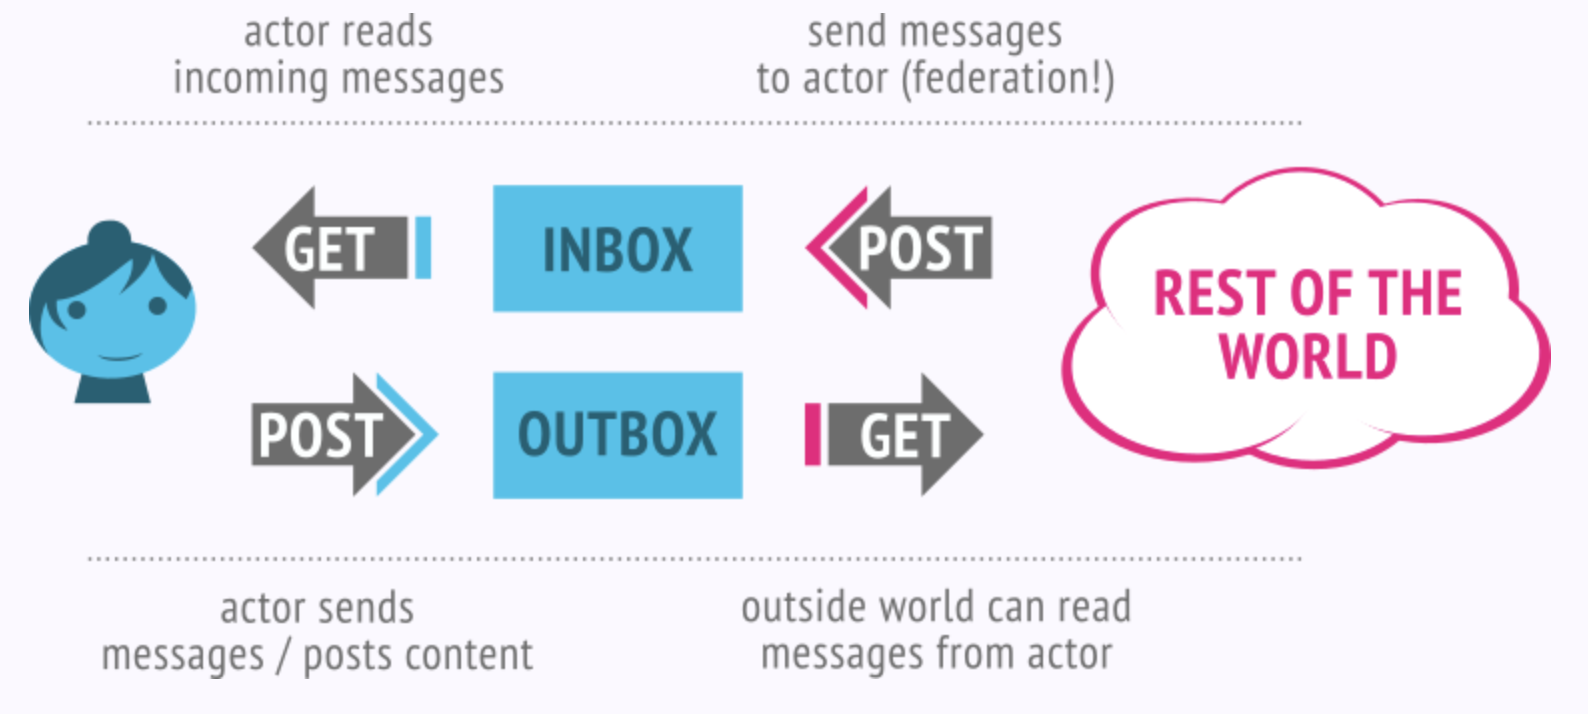 actor reads
incoming messages
send messages
to actor (federation!)
GET
INBOX
POST
REST OF THE
WORLD
POST
OUTBOX
GET
actor sends
messages / posts content
outside world can read
messages from actor